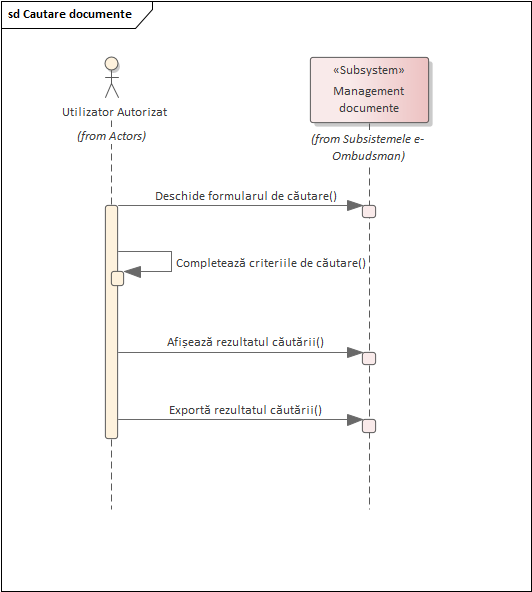 sd Cautare documente
«Subsystem»
Management
documente
Utilizator Autorizat
(from Actors)
(from Subsistemele e-
Ombudsman)
Deschide formularul de căutare()
Completează criteriile de căutare()
Afișează rezultatul căutării()
Exportă rezultatul căutării()